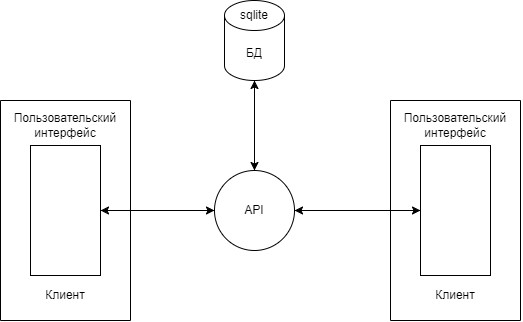 sqlite
БД
Пользовательский
интерфейс
Клиент
API
Пользовательский
интерфейс
Клиент